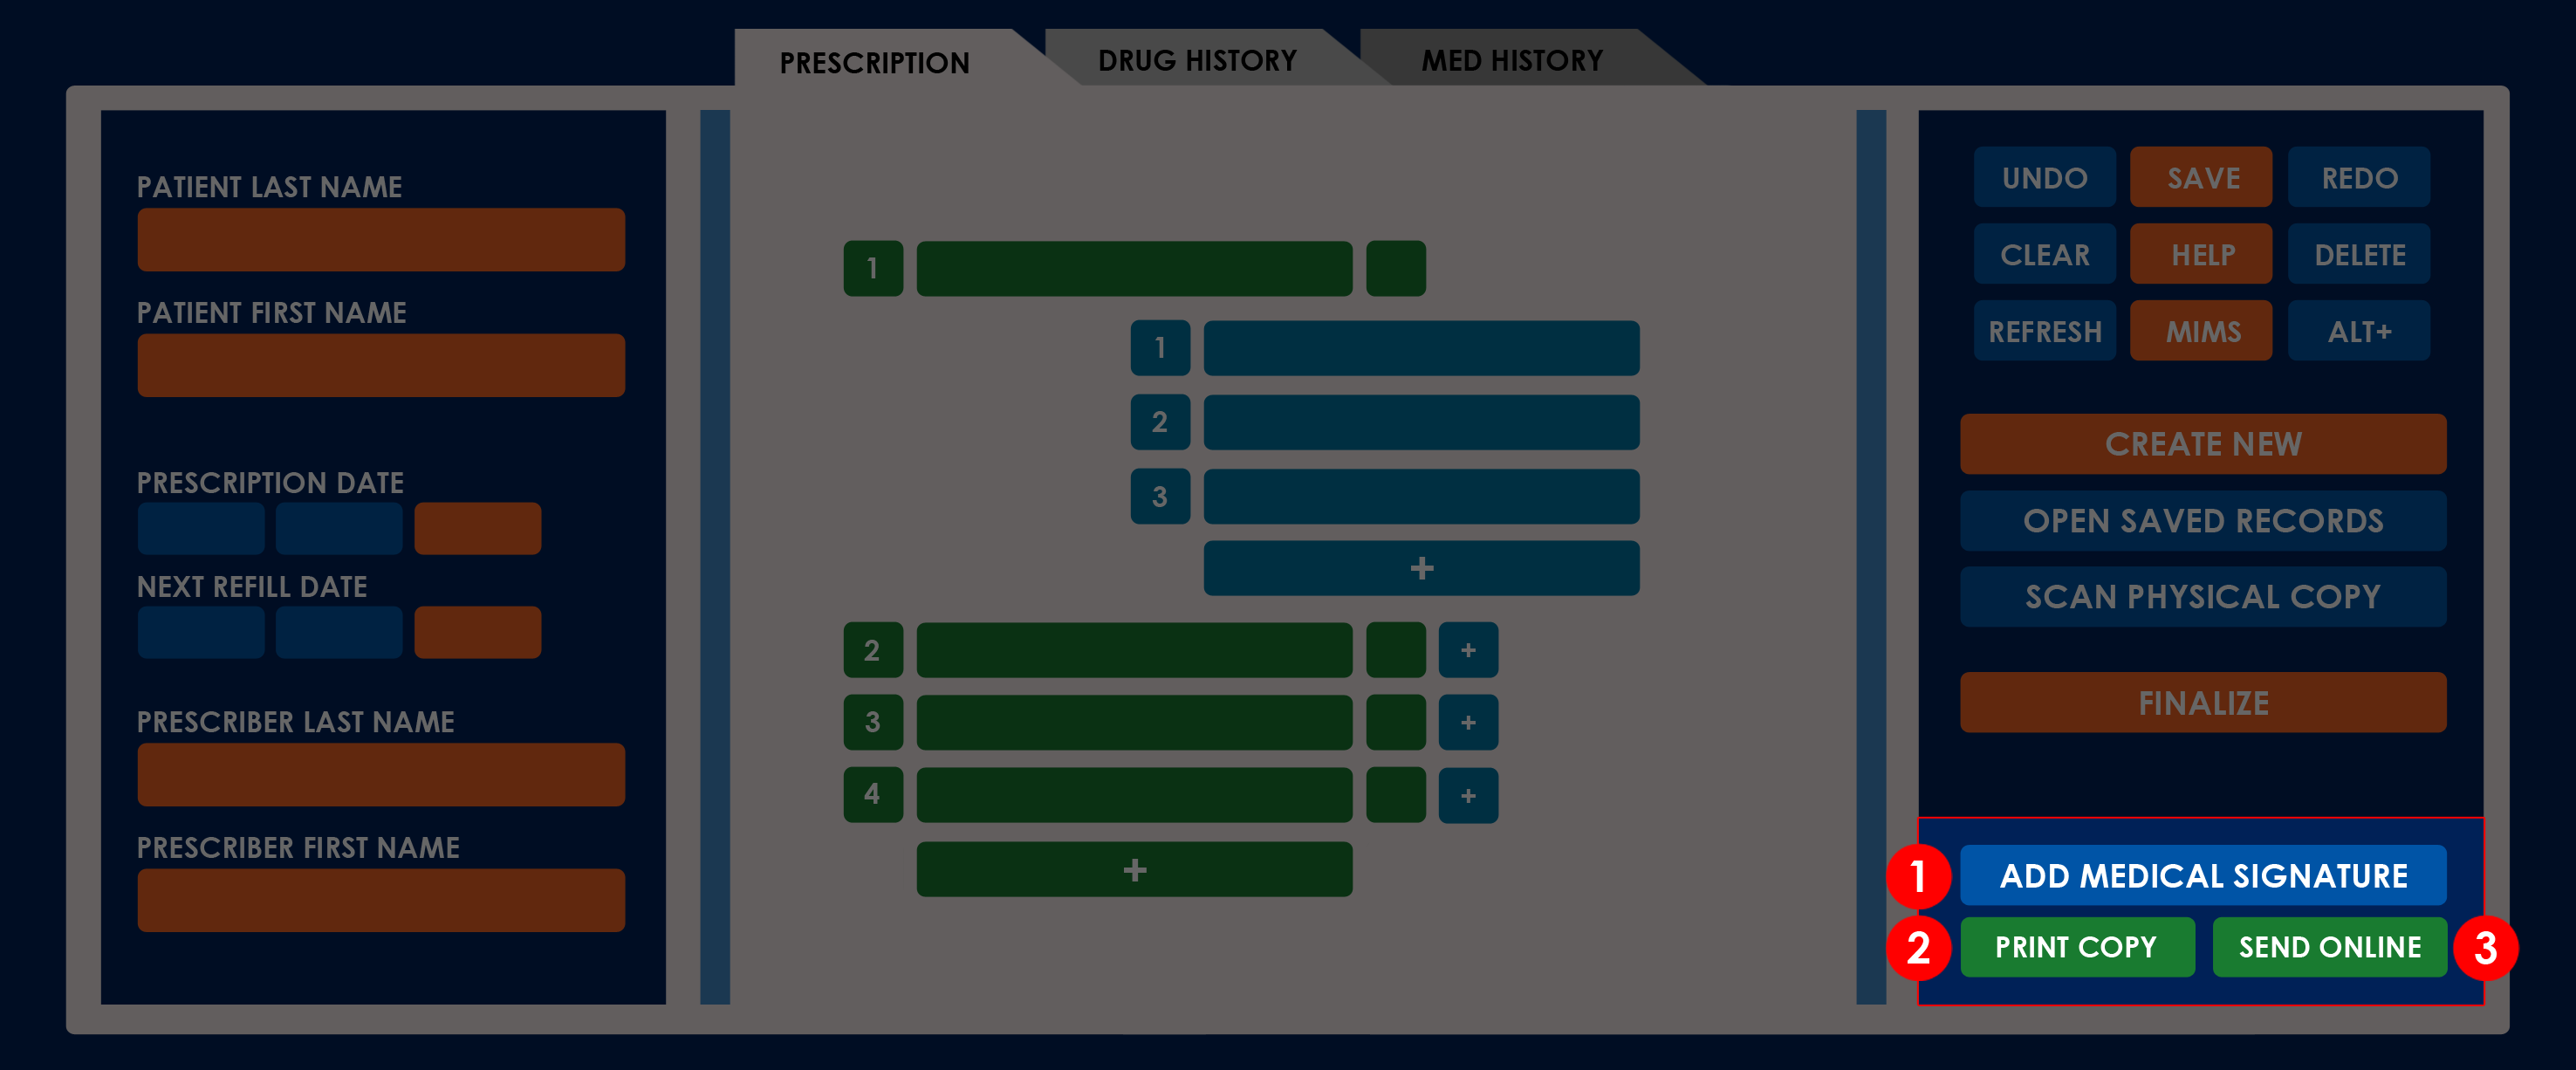 PRESCRIPTION
DRUG HISTORY
MED HISTORY
PATIENT LAST NAME
PATIENT FIRST NAME
PRESCRIPTION DATE
NEXT REFILL DATE
PRESCRIBER LAST NAME
PRESCRIBER FIRST NAME
1
1
2
3
+
2 +
3 +
4 +
+
UNDO SAVE REDO
CLEAR HELP DELETE
REFRESH MIMS ALT+
CREATE NEW
OPEN SAVED RECORDS
SCAN PHYSICAL COPY
FINALIZE
1 ADD MEDICAL SIGNATURE
2 PRINT COPY SEND ONLINE 3